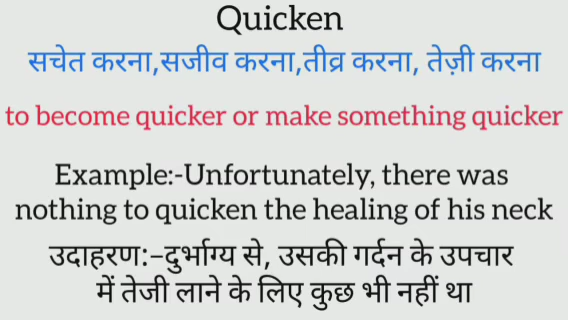 Quicken
सचेत करना,सजीव करना,तीव्र करना, तेज़ी करना
to become quicker or make something quicker
Example:-Unfortunately, there was
nothing to quicken the healing of his neck
उदाहरण:–दुर्भाग्य से, उसकी गर्दन के उपचार
में तेजी लाने के लिए कुछ भी नहीं था